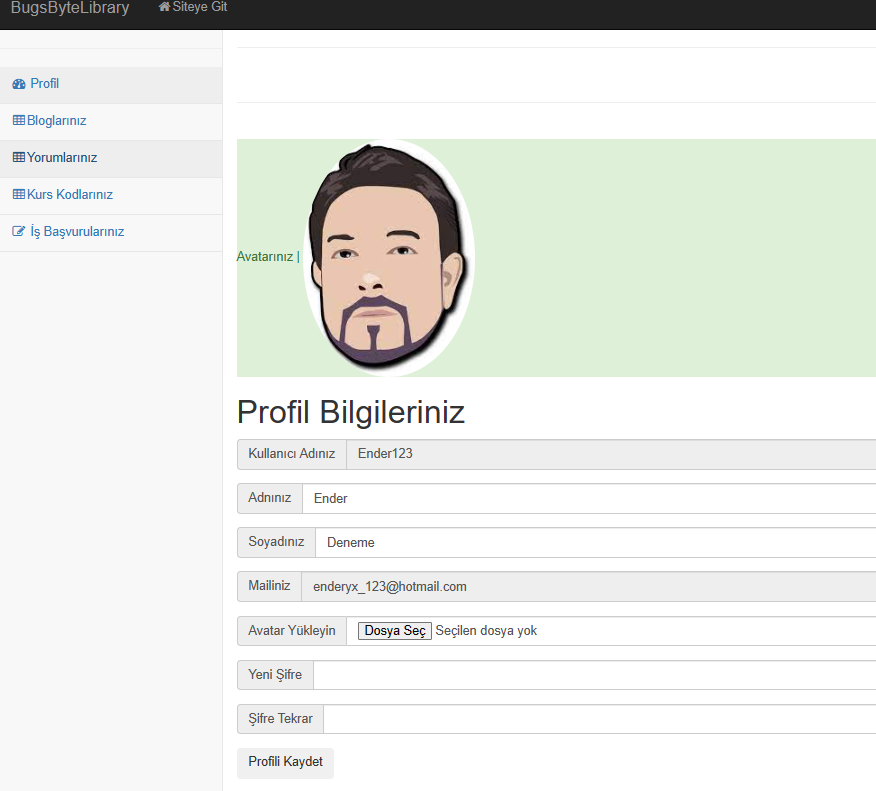 BugsByteLibrary Siteye Git
Profil
Bloglarınız
Yorumlarınız
Kurs Kodlarınız
İş Başvurularınız
Avatarınız |
Profil Bilgileriniz
Kullanıcı Adınız Ender123
Adnınız Ender
Soyadınız Deneme
Mailiniz enderyx_123@hotmail.com
Avatar Yükleyin Dosya Seç Seçilen dosya yok
Yeni Şifre
Şifre Tekrar
Profili Kaydet